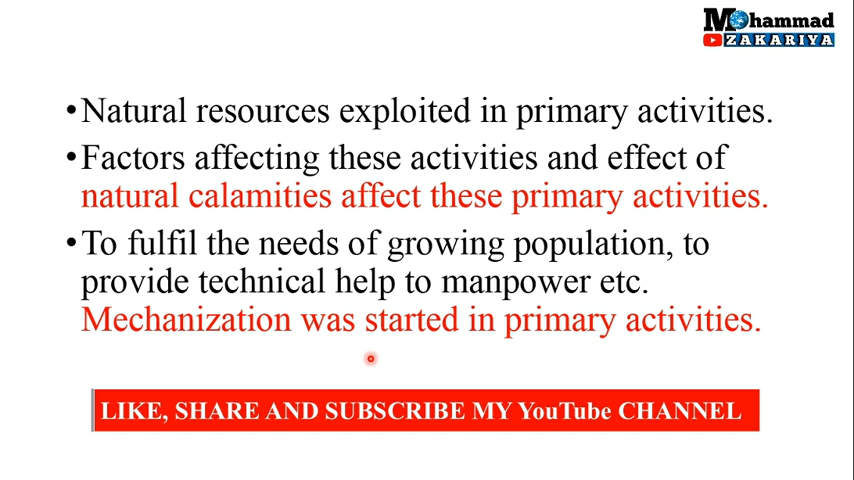 Mohammad
ZAKARIYA
•Natural resources exploited in primary activities.
•Factors affecting these activities and effect of
natural calamities affect these primary activities.
•To fulfil the needs of growing population, to
provide technical help to manpower etc.
Mechanization was started in primary activities.
LIKE, SHARE AND SUBSCRIBE MY YouTube CHANNEL